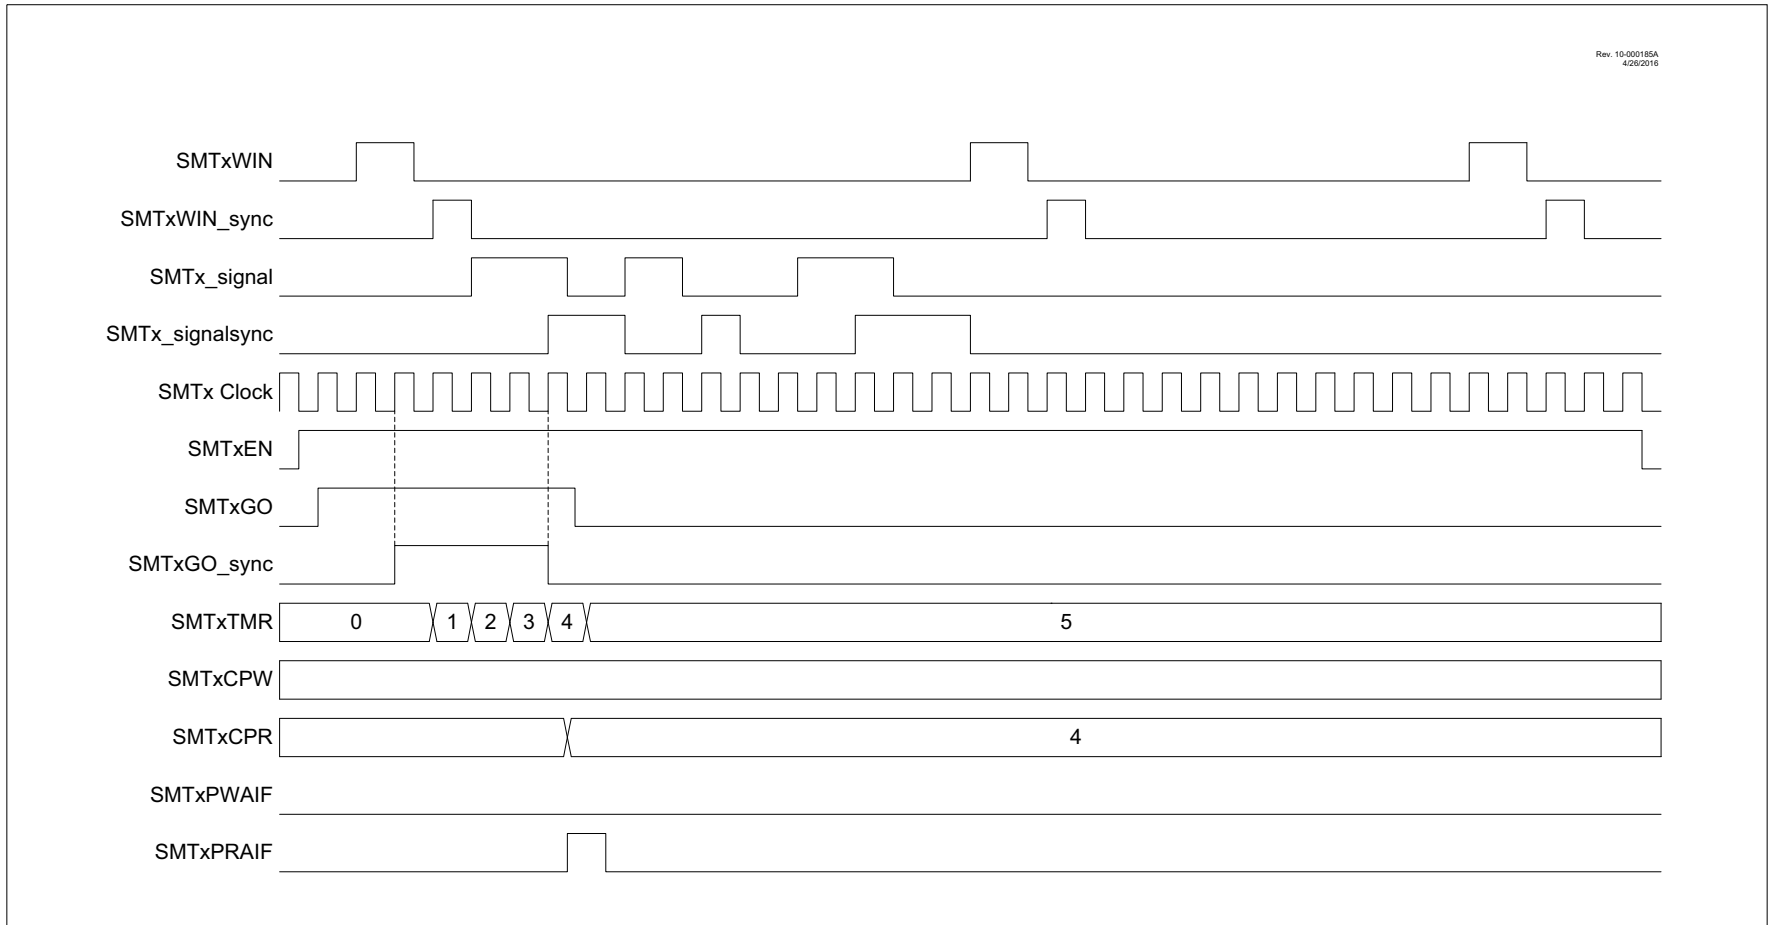 Rev. 10-000185A
4/26/2016
SMTxWIN
SMTxWIN_sync
SMTx_signal
SMTx_signalsync
SMTx Clock
SMTxEN
SMTxGO
SMTxGO_sync
SMTxTMR 0 1 2 3 4 5
SMTxCPW
SMTxCPR 4
SMTxPWAIF
SMTxPRAIF